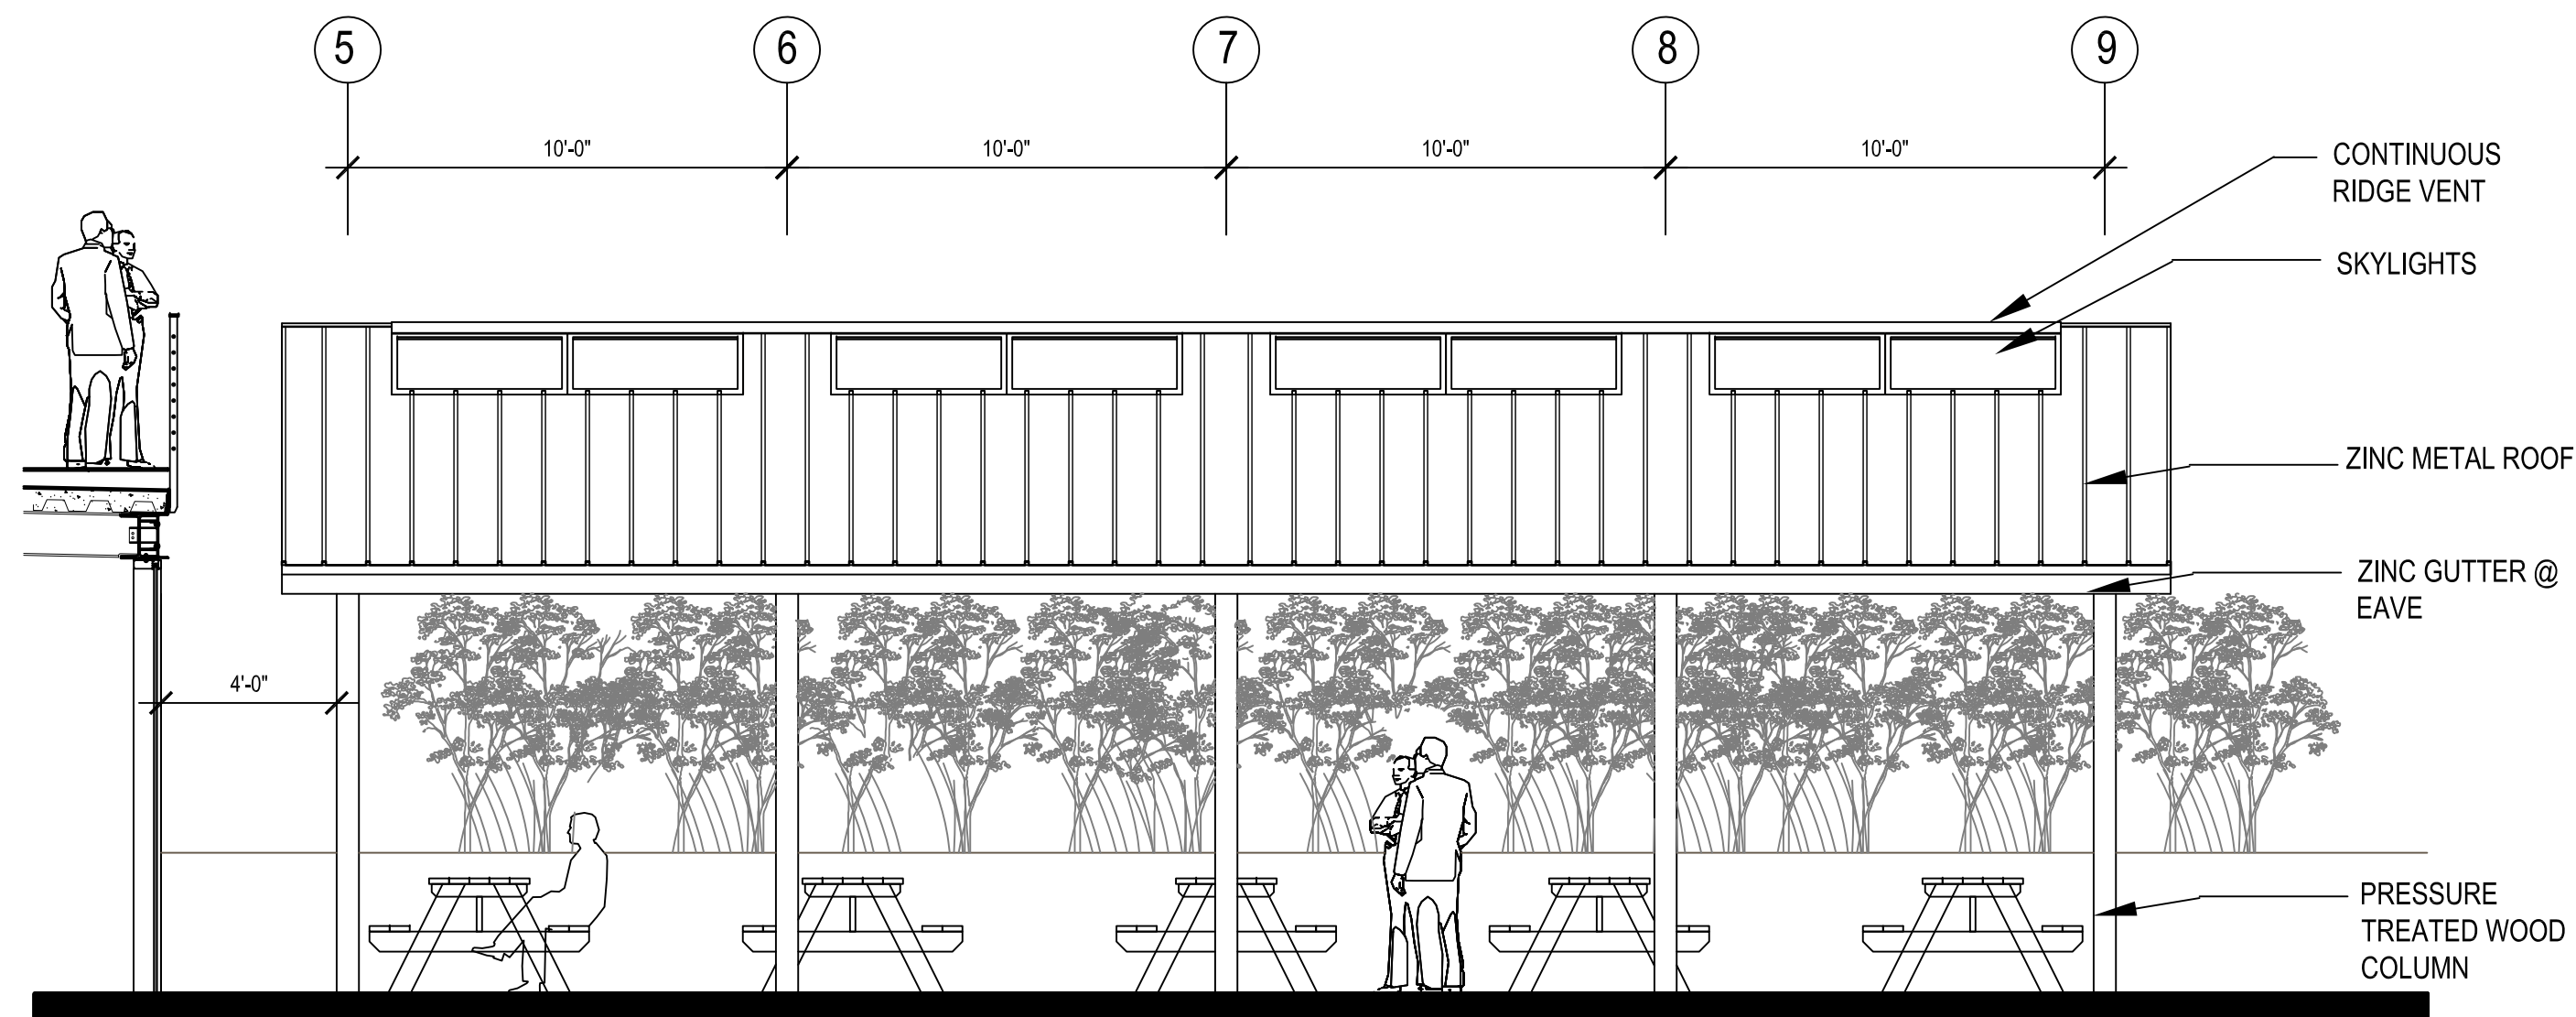 5 6 7 8 9
10'-0" 10'-0" 10'-0" 10'-0"
CONTINUOUS
RIDGE VENT
SKYLIGHTS
ZINC METAL ROOF
ZINC GUTTER @
EAVE
4'-0"
PRESSURE
TREATED WOOD
COLUMN